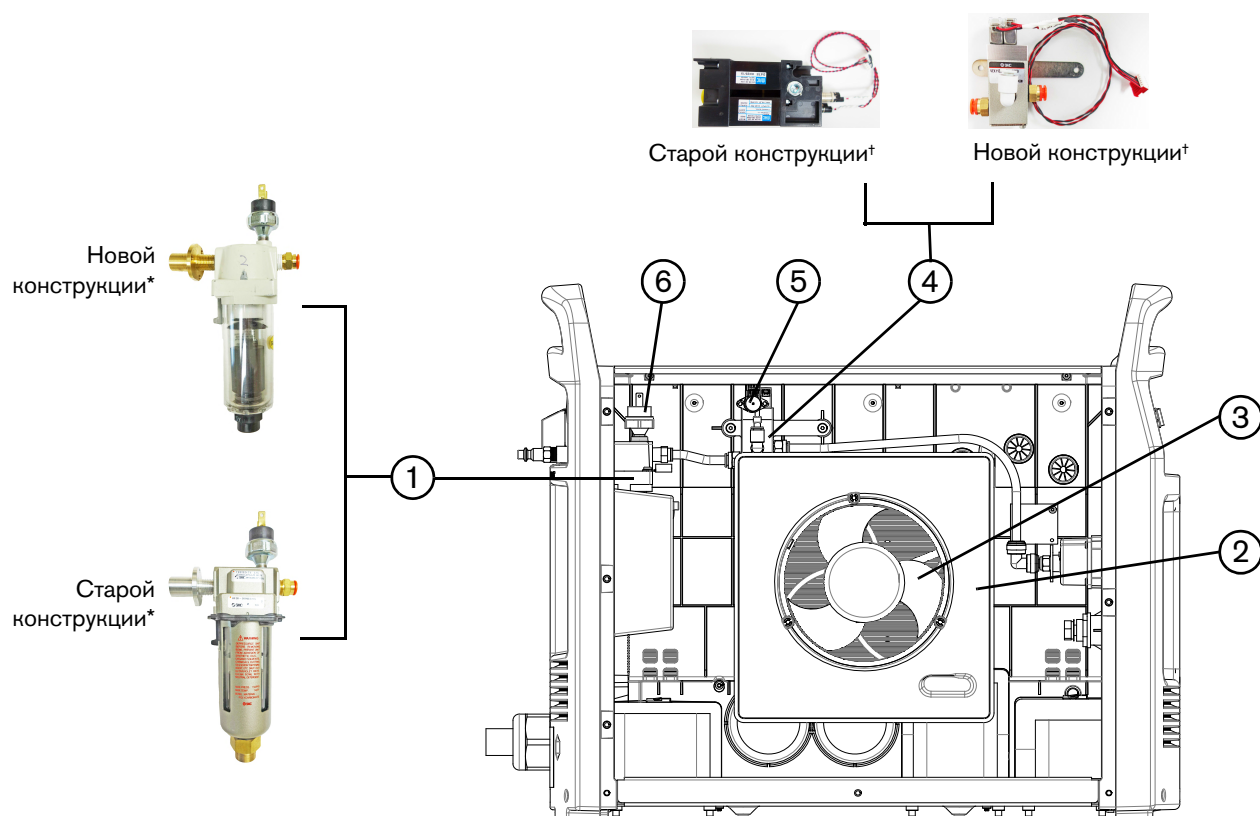 Старой конструкции†
Новой конструкции†
Новой
конструкции*
6
5
4
3
1
2
Старой
конструкции*